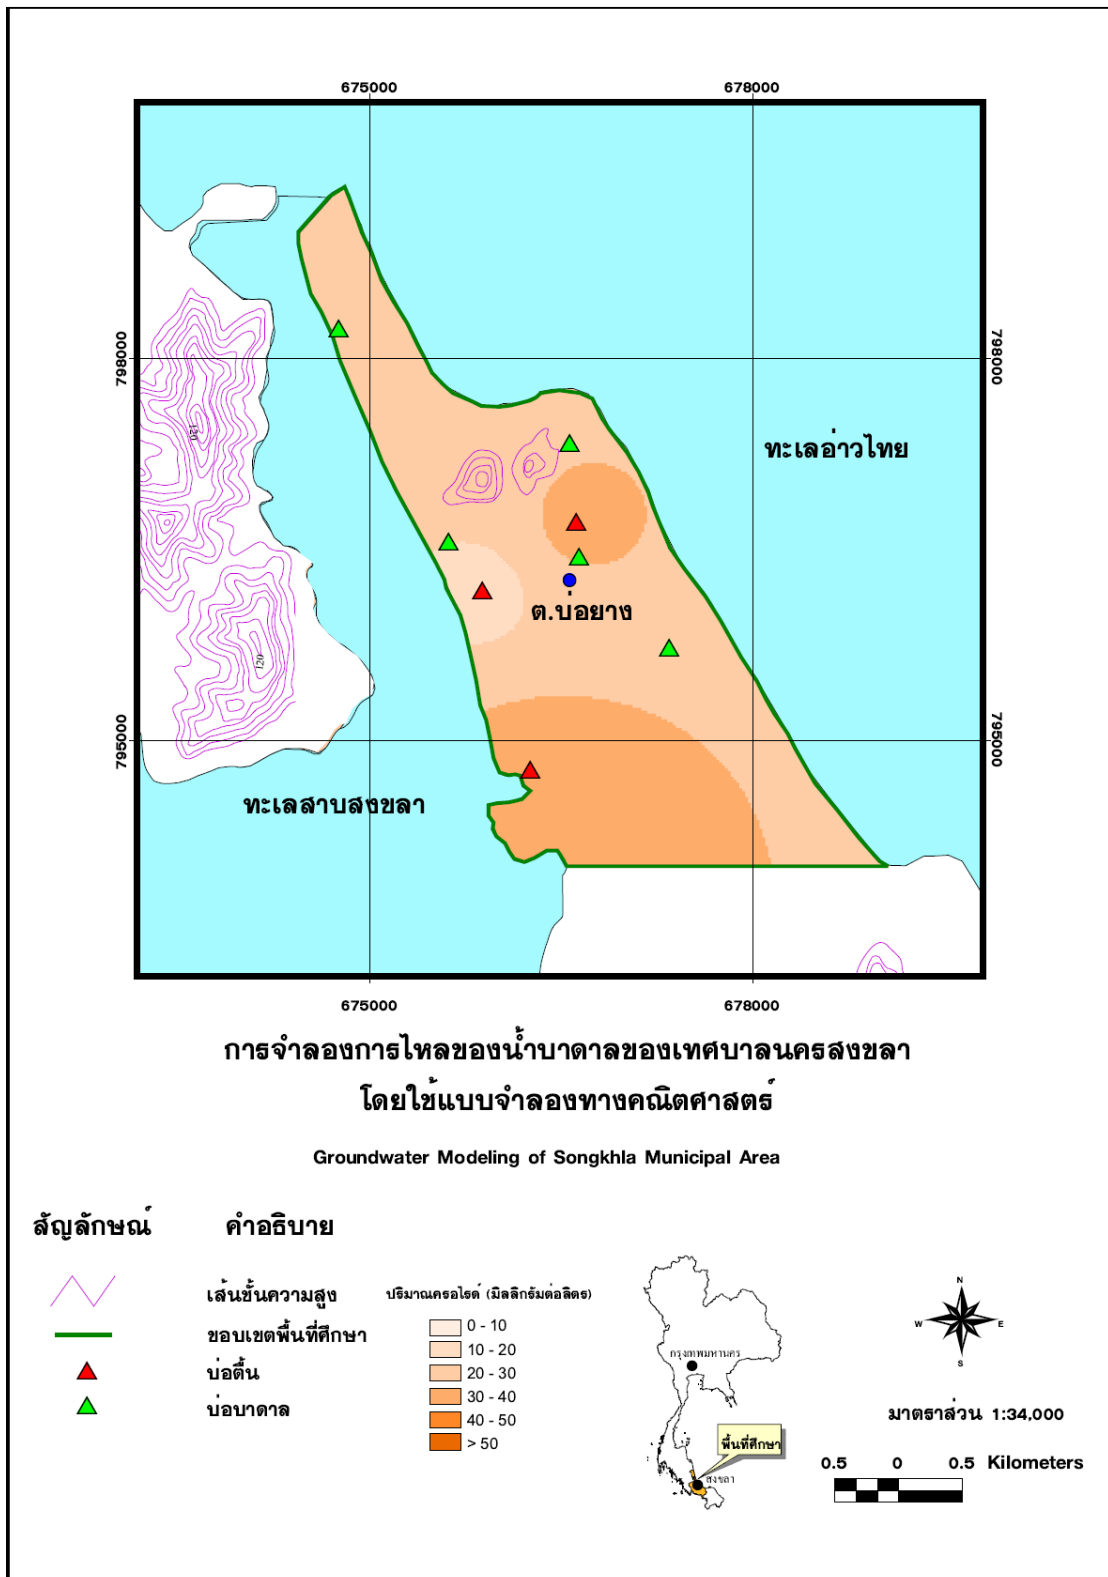 675000 678000
798000 798000
120
ทะเลอ่าวไทย
ต.บ่อยาง
120
795000 795000
ทะเลสาบสงขลา
675000 678000
การจำลองการไหลของน้ำบาดาลของเทศบาลนครสงขลา
โดยใช้แบบจำลองทางคณิตศาสตร์
Groundwater Modeling of Songkhla Municipal Area
สัญลักษณ์ คำอธิบาย
เส้นชั้นความสูง
ขอบเขตพื้นที่ศึกษา
บ่อตื้น
บ่อบาดาล
ปริมาณครอไรด์ (มิลลิกรัมต่อลิตร)
0 - 10
10 - 20
20 - 30
30 - 40
40 - 50
> 50
กรุงเทพมหานคร
พื้นที่ศึกษา
สงขลา
N
W E
S
มาตราส่วน 1:34,000
0.5 0 0.5 Kilometers